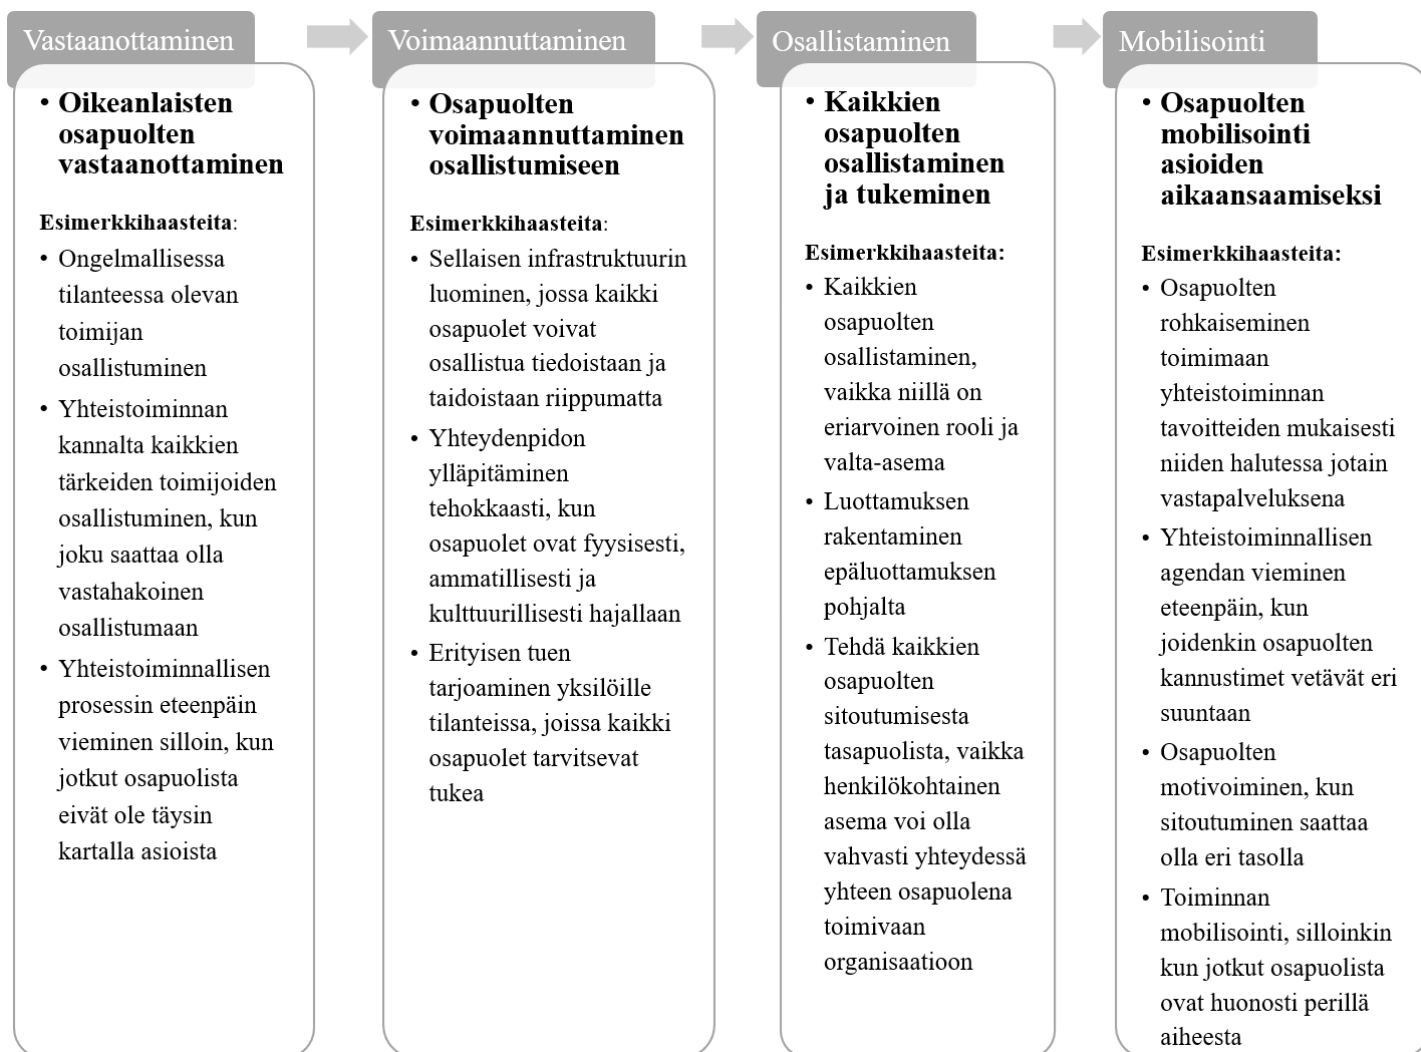 Vastaanottaminen
• Oikeanlaisten
osapuolten
vastaanottaminen
Esimerkkihaasteita:
• Ongelmallisessa
tilanteessa olevan
toimijan
osallistuminen
• Yhteistoiminnan
kannalta kaikkien
tärkeiden toimijoiden
osallistuminen, kun
joku saattaa olla
vastahakoinen
osallistumaan
• Yhteistoiminnallisen
prosessin eteenpäin
vieminen silloin, kun
jotkut osapuolista
eivät ole täysin
kartalla asioista
Voimaannuttaminen
• Osapuolten
voimaannuttaminen
osallistumiseen
Esimerkkihaasteita:
• Sellaisen infrastruktuurin
luominen, jossa kaikki
osapuolet voivat
osallistua tiedoistaan ja
taidoistaan riippumatta
• Yhteydenpidon
ylläpitäminen
tehokkaasti, kun
osapuolet ovat fyysisesti,
ammatillisesti ja
kulttuurillisesti hajallaan
• Erityisen tuen
tarjoaminen yksilöille
tilanteissa, joissa kaikki
osapuolet tarvitsevat
tukea
Osallistaminen
• Kaikkien
osapuolten
osallistaminen
ja tukeminen
Esimerkkihaasteita:
• Kaikkien
osapuolten
osallistaminen,
vaikka niillä on
eriarvoinen rooli ja
valta-asema
• Luottamuksen
rakentaminen
epäluottamuksen
pohjalta
• Tehdä kaikkien
osapuolten
sitoutumisesta
tasapuolista, vaikka
henkilökohtainen
asema voi olla
vahvasti yhteydessä
yhteen osapuolena
toimivaan
organisaatioon
Mobilisointi
• Osapuolten
mobilisointi
asioiden
aikaansaamiseksi
Esimerkkihaasteita:
• Osapuolten
rohkaiseminen
toimimaan
yhteistoiminnan
tavoitteiden mukaisesti
niiden halutessa jotain
vastapalveluksena
• Yhteistoiminnallisen
agendan vieminen
eteenpäin, kun
joidenkin osapuolten
kannustimet vetävät eri
suuntaan
• Osapuolten
motivoiminen, kun
sitoutuminen saattaa
olla eri tasolla
• Toiminnan
mobilisointi, silloinkin
kun jotkut osapuolista
ovat huonosti perillä
aiheesta